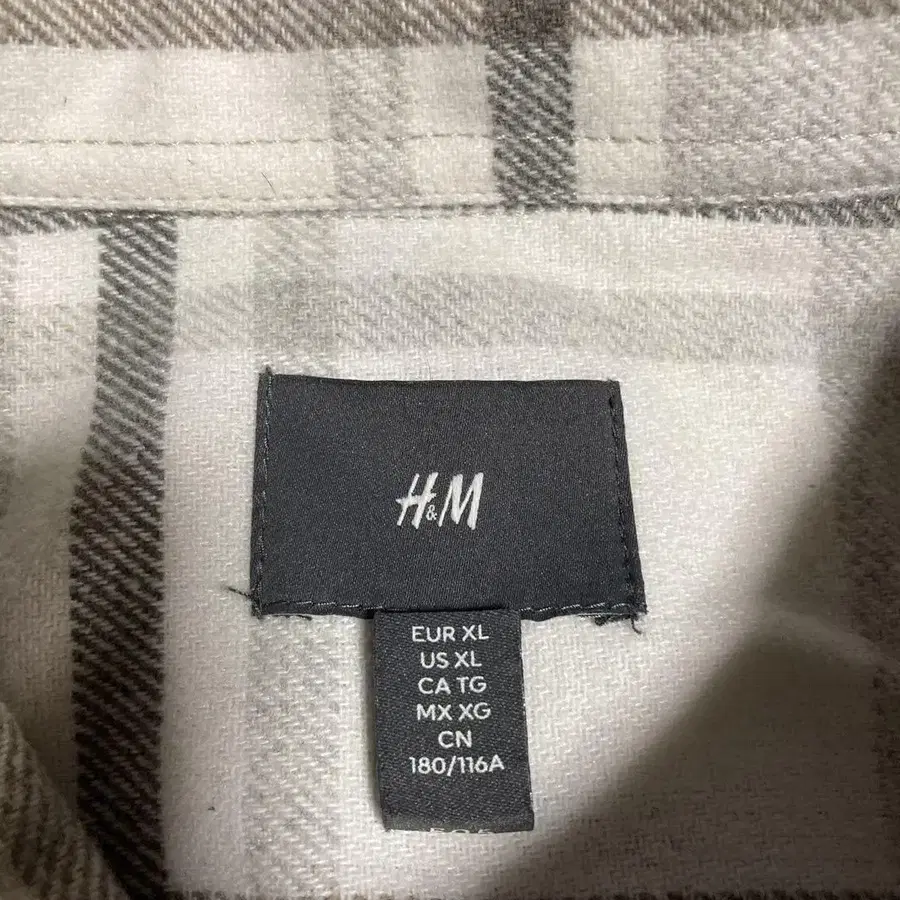 H&M
EUR XL
US XL
CA TG
MX XG
CN
180/116A